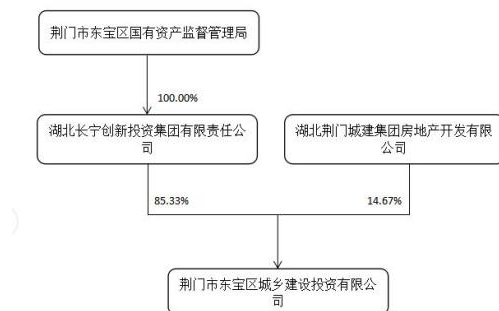 荆门市东宝区国有资产监督管理局
100.00%
湖北长宁创新投资集团有限责任公
司
湖北荆门城建集团房地产开发有限
公司
85.33%
14.67%
荆门市东宝区城乡建设投资有限公
司